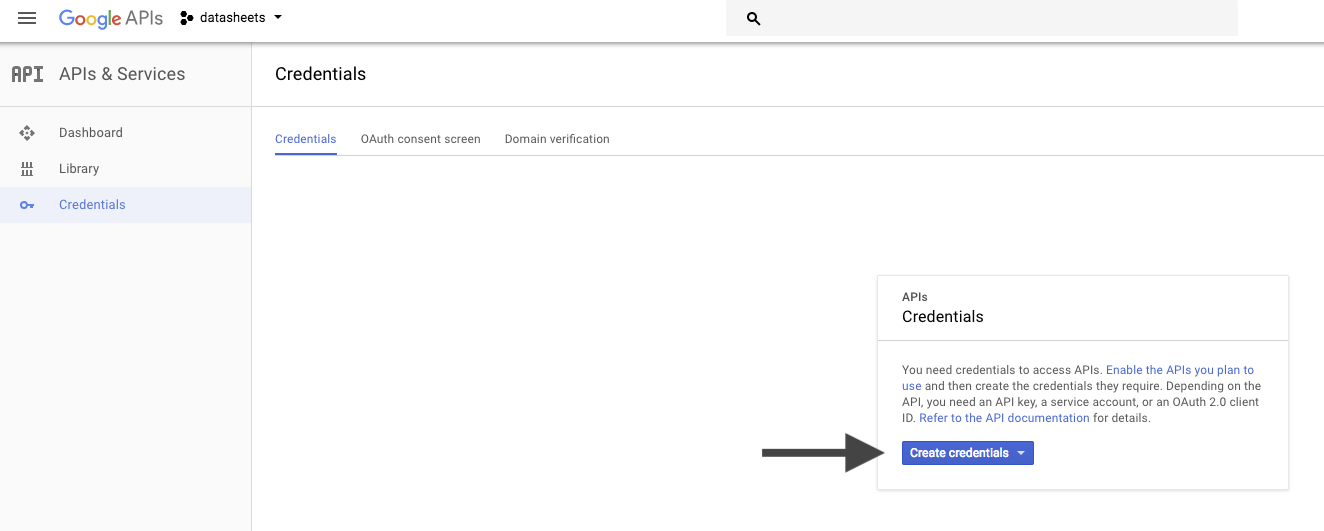 Google APIs datasheets
API APIs & Services
Credentials
Dashboard
Library
Credentials
Credentials OAuth consent screen Domain verification
APIs
Credentials
You need credentials to access APIs. Enable the APIs you plan to
use and then create the credentials they require. Depending on the
API, you need an API key, a service account, or an OAuth 2.0 client
ID. Refer to the API documentation for details.
Create credentials